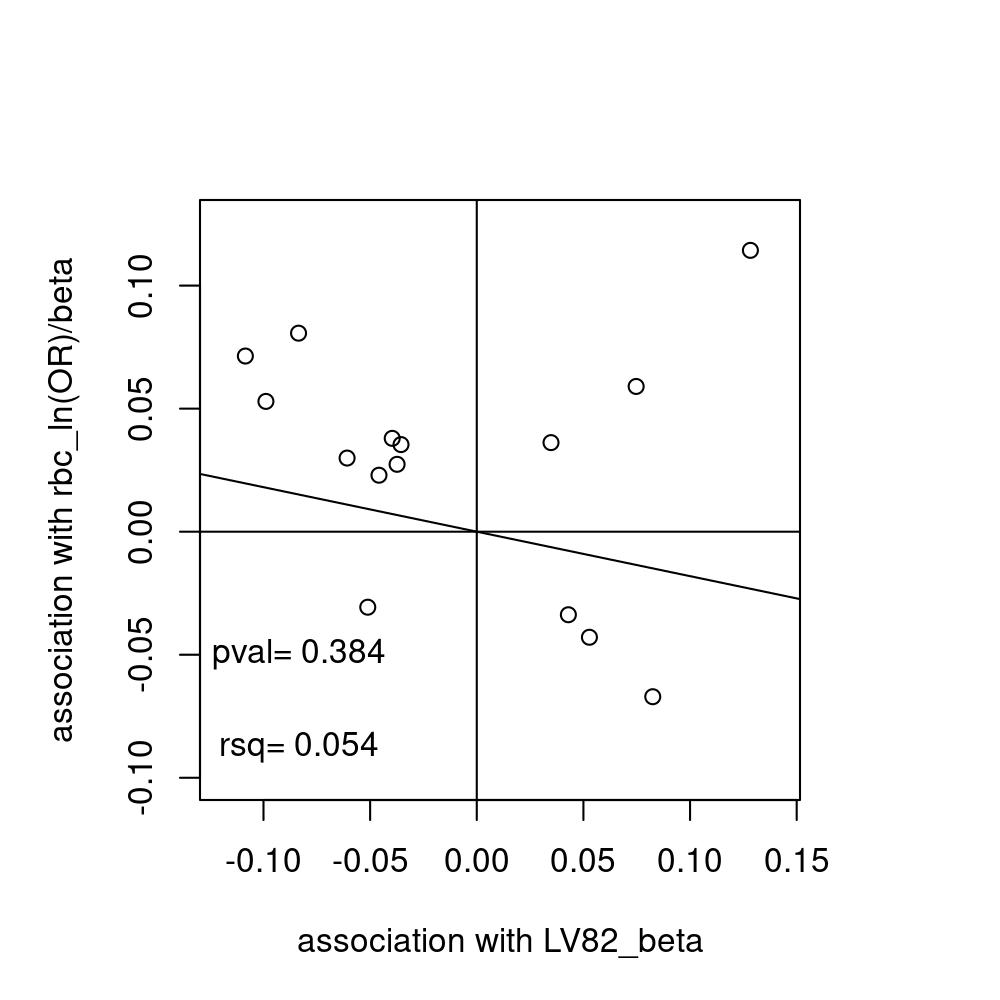 association with rbc_ln(OR)/beta
0.10
0.05
0.00
-0.05
-0.10
pval= 0.384
rsq= 0.054
-0.10 -0.05 0.00 0.05 0.10 0.15
association with LV82_beta